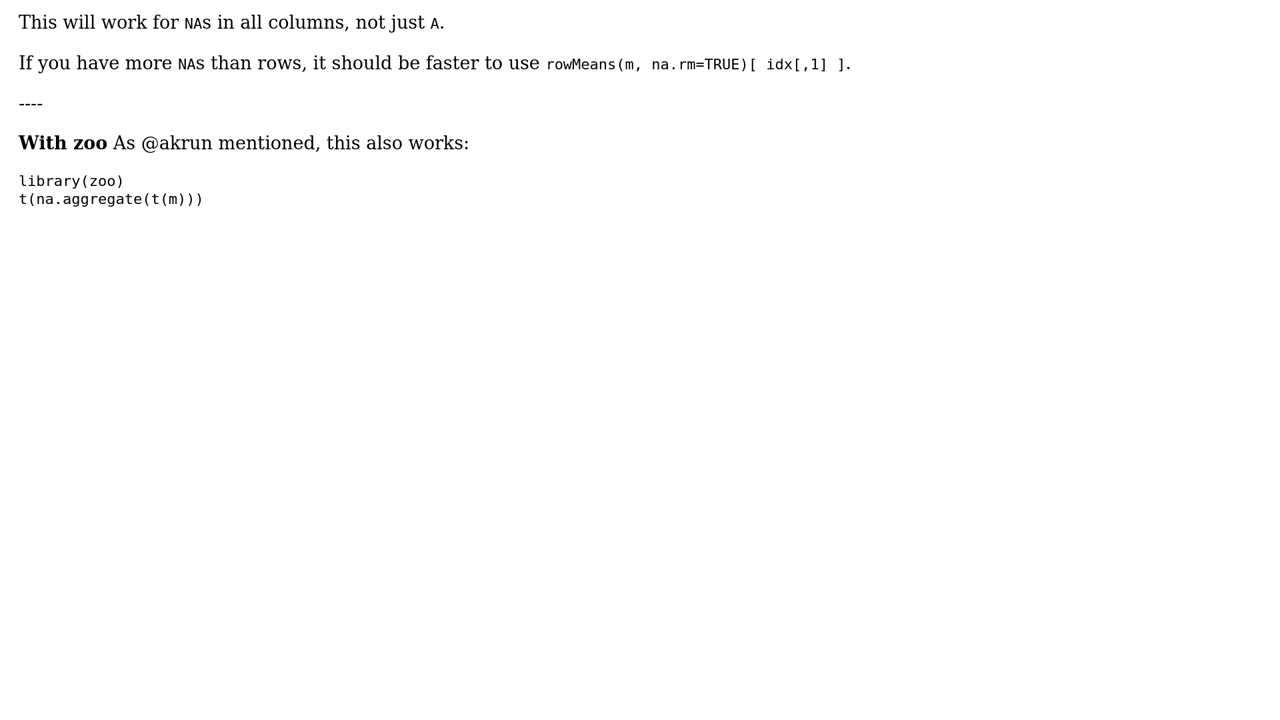 This will work for NAs in all columns, not just A.
If you have more NAs than rows, it should be faster to use rowMeans(m, na.rm=TRUE)[ idx[,1] ].
----
With zoo As @akrun mentioned, this also works:
library(zoo)
t(na.aggregate(t(m)))